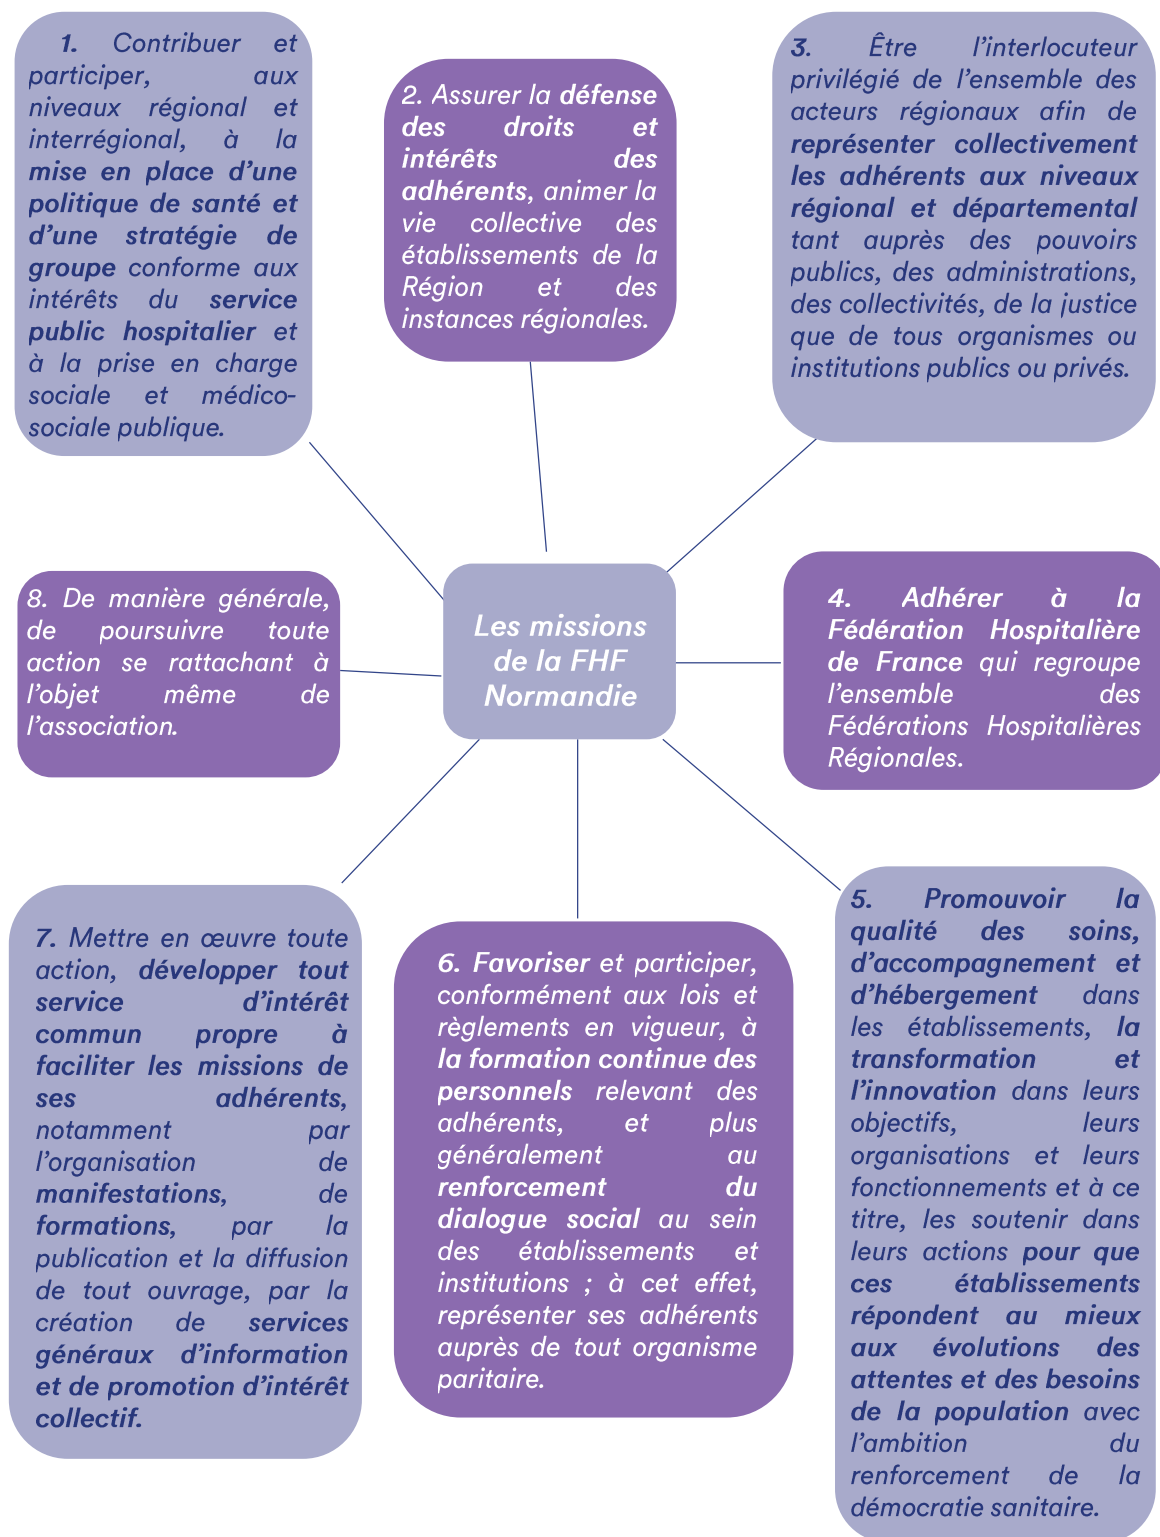 1. Contribuer et
participer, aux
niveaux régional et
interrégional, à la
mise en place d’une
politique de santé et
d’une stratégie de
groupe conforme aux
intérêts du service
public hospitalier et
à la prise en charge
sociale et médico-
sociale publique.
2. Assurer la défense
des droits et
intérêts des
adhérents, animer la
vie collective des
établissements de la
Région et des
instances régionales.
3. Être l’interlocuteur
privilégié de l’ensemble des
acteurs régionaux afin de
représenter collectivement
les adhérents aux niveaux
régional et départemental
tant auprès des pouvoirs
publics, des administrations,
des collectivités, de la justice
que de tous organismes ou
institutions publics ou privés.
8. De manière générale,
de poursuivre toute
action se rattachant à
l’objet même de
l’association.
Les missions
de la FHF
Normandie
4. Adhérer à la
Fédération Hospitalière
de France qui regroupe
l’ensemble des
Fédérations Hospitalières
Régionales.
7. Mettre en œuvre toute
action, développer tout
service d’intérêt
commun propre à
faciliter les missions de
ses adhérents,
notamment par
l’organisation de
manifestations, de
formations, par la
publication et la diffusion
de tout ouvrage, par la
création de services
généraux d’information
et de promotion d’intérêt
collectif.
6. Favoriser et participer,
conformément aux lois et
règlements en vigueur, à
la formation continue des
personnels relevant des
adhérents, et plus
généralement au
renforcement du
dialogue social au sein
des établissements et
institutions ; à cet effet,
représenter ses adhérents
auprès de tout organisme
paritaire.
5. Promouvoir la
qualité des soins,
d’accompagnement et
d’hébergement dans
les établissements, la
transformation et
l’innovation dans leurs
objectifs, leurs
organisations et leurs
fonctionnements et à ce
titre, les soutenir dans
leurs actions pour que
ces établissements
répondent au mieux
aux évolutions des
attentes et des besoins
de la population avec
l’ambition du
renforcement de la
démocratie sanitaire.